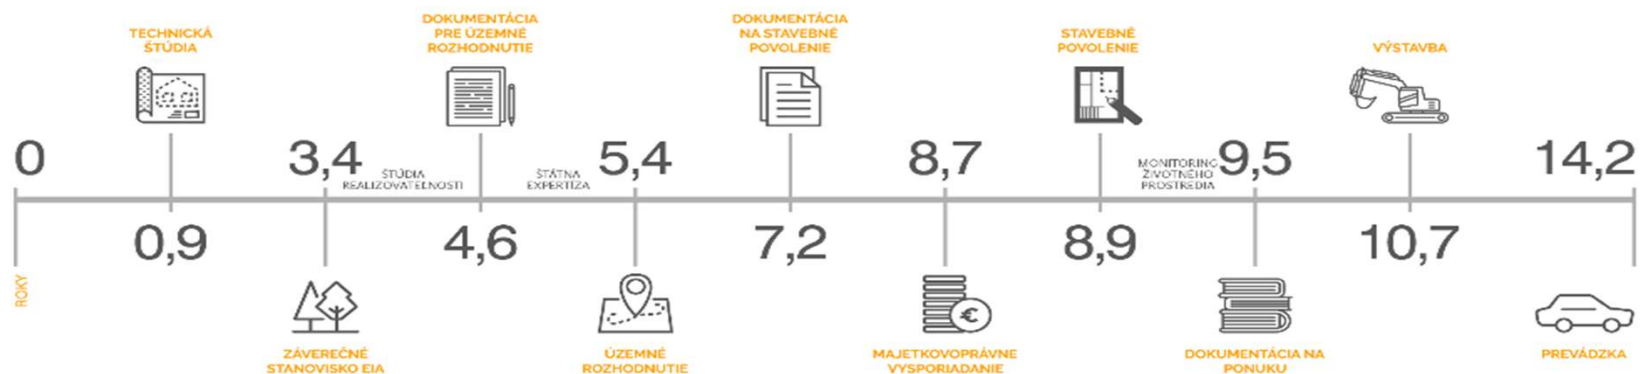 TECHNICKÁ
ŠTÚDIA
DOKUMENTÁCIA
PRE ÚZEMNÉ
ROZHODNUTIE
DOKUMENTÁCIA
NA STAVEBNÉ
POVOLENIE
STAVEBNÉ
POVOLENIE
VÝSTAVBA
0
3,4
ŠTÚDIA
REALIZOVATEĽNOSTI
ŠTÁTNA
EXPERTÍZA
5,4
8,7
MONITORING
ŽIVOTNÉHO
PROSTREDIA
9,5
14,2
0,9
4,6
7,2
8,9
10,7
ROKY
€
ZÁVEREČNÉ
STANOVISKO EIA
ÚZEMNÉ
ROZHODNUTIE
MAJETKOVOPRÁVNE
VYSPORIADANIE
DOKUMENTÁCIA NA
PONUKU
PREVÁDZKA